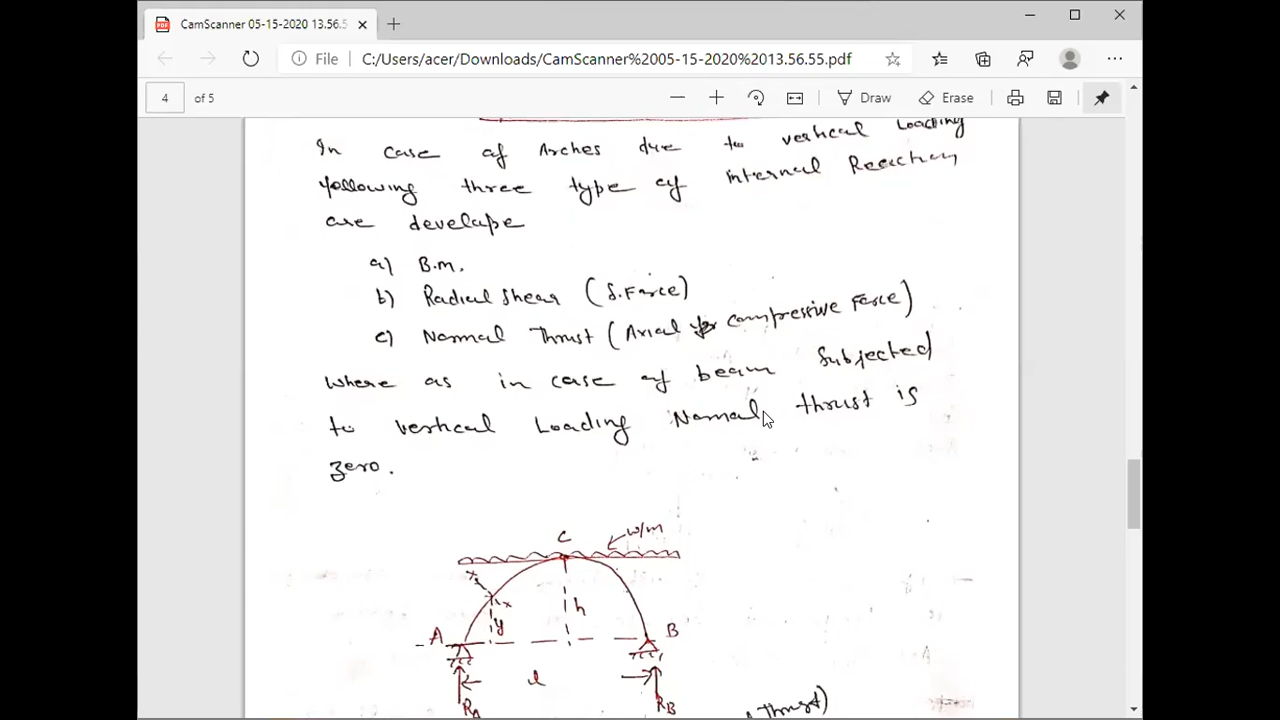 CamScanner 05-15-2020 13.56.5
File C:/Users/acer/Downloads/CamScanner%2005-15-2020%2013.56.55.pdf
4 of 5 Draw Erase
In case of Arches due to vertical Loading
following three type of internal Reaction
are develape
a) B.m.
b) Radial Shear (S.Force)
c) Normal Thrust (Axial compressive Force)
where as in case of beam Subjected
to vertical Loading Normal thrust is
zero.
C w/m
x
x
h
y
A B
l
RA RB
Thrust)